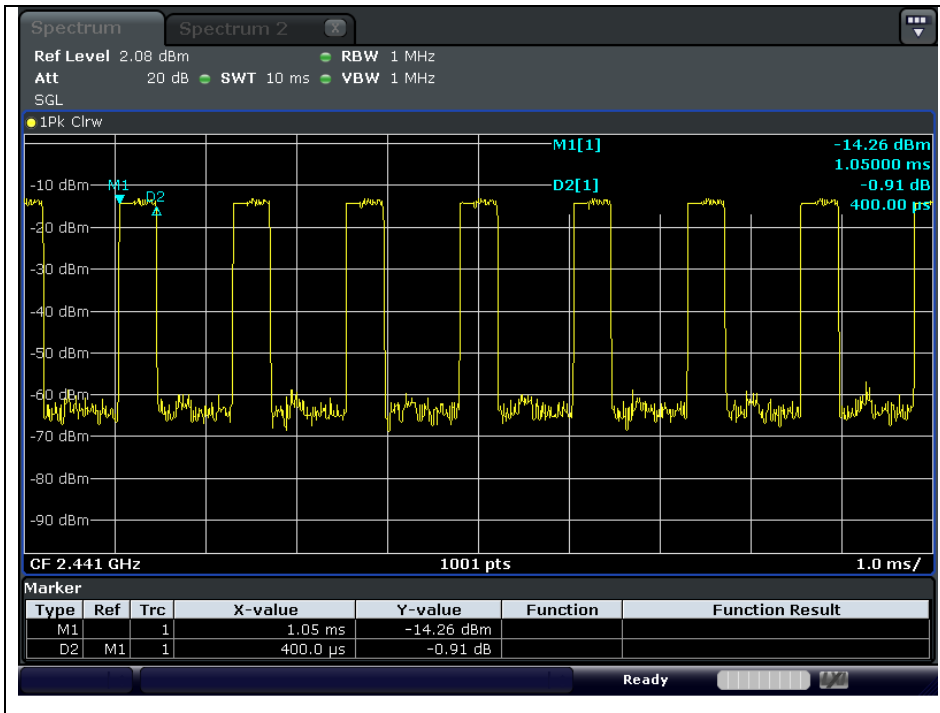 Spectrum Spectrum 2 X
Ref Level 2.08 dBm RBW 1 MHz
Att 20 dB SWT 10 ms VBW 1 MHz
SGL
1Pk Clrw
M1[1] -14.26 dBm
1.05000 ms
-10 dBm M1 D2[1] -0.91 dB
D2 400.00 µs
-20 dBm
-30 dBm
-40 dBm
-50 dBm
-60 dBm
-70 dBm
-80 dBm
-90 dBm
CF 2.441 GHz 1001 pts 1.0 ms/
Marker
Type Ref Trc X-value Y-value Function Function Result
M1 1 1.05 ms -14.26 dBm
D2 M1 1 400.0 µs -0.91 dB
Ready